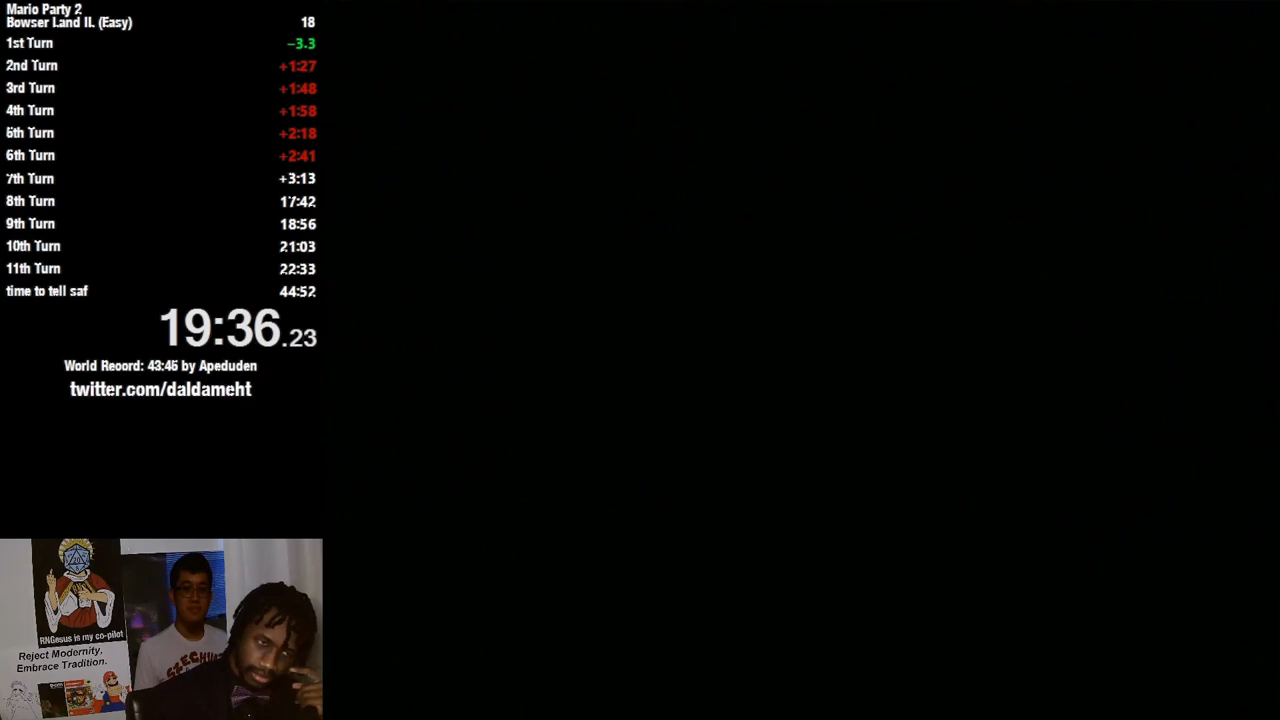 Mario Party 2
Bowser Land II. (Easy) 18
1st Turn −3.3
2nd Turn +1:27
3rd Turn +1:48
4th Turn +1:58
5th Turn +2:18
6th Turn +2:41
7th Turn +3:13
8th Turn 17:42
9th Turn 18:56
10th Turn 21:03
11th Turn 22:33
time to tell saf 44:52
19:36.23
World Record: 43:45 by Apeduden
twitter.com/daldameht
RNGesus is my co-pilot
Reject Modernity,
Embrace Tradition.